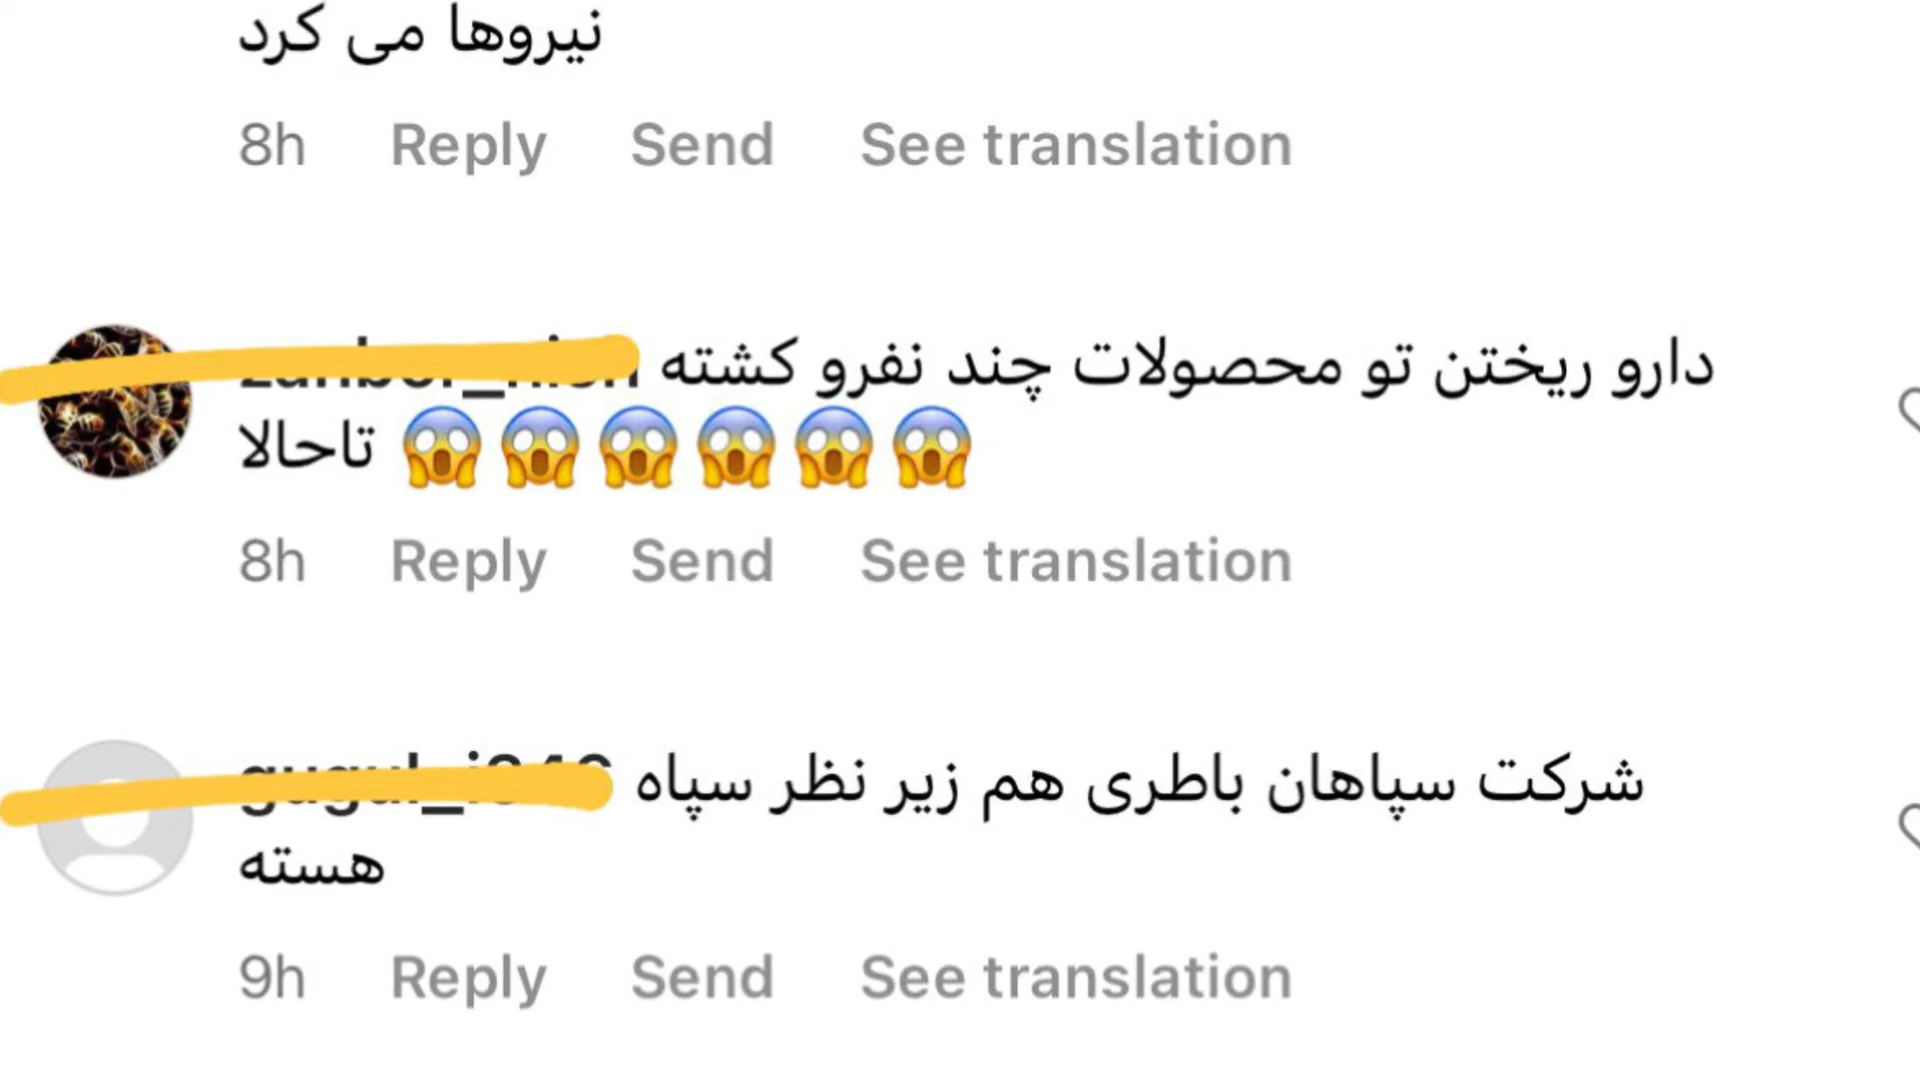 نیروها می کرد
8h Reply Send See translation
دارو ریختن تو محصولات چند نفرو کشته
تاحالا 😱😱😱😱😱😱
8h Reply Send See translation
شرکت سپاهان باطری هم زیر نظر سپاه
هسته
9h Reply Send See translation